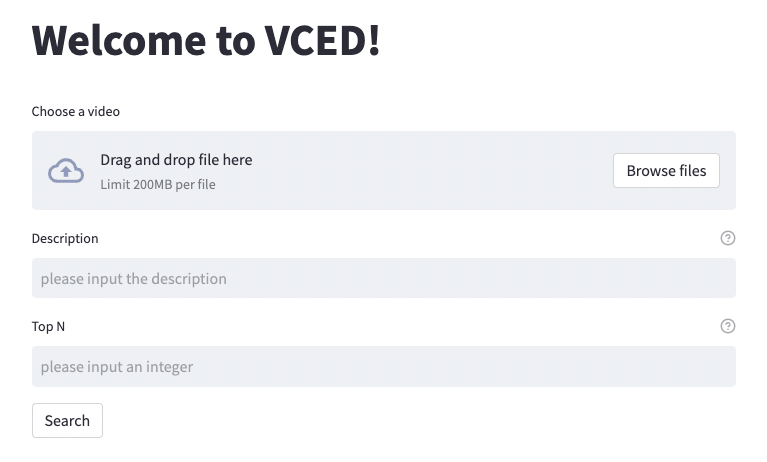 Welcome to VCED!
Choose a video
Drag and drop file here
Limit 200MB per file
Browse files
Description
please input the description
Top N
please input an integer
Search